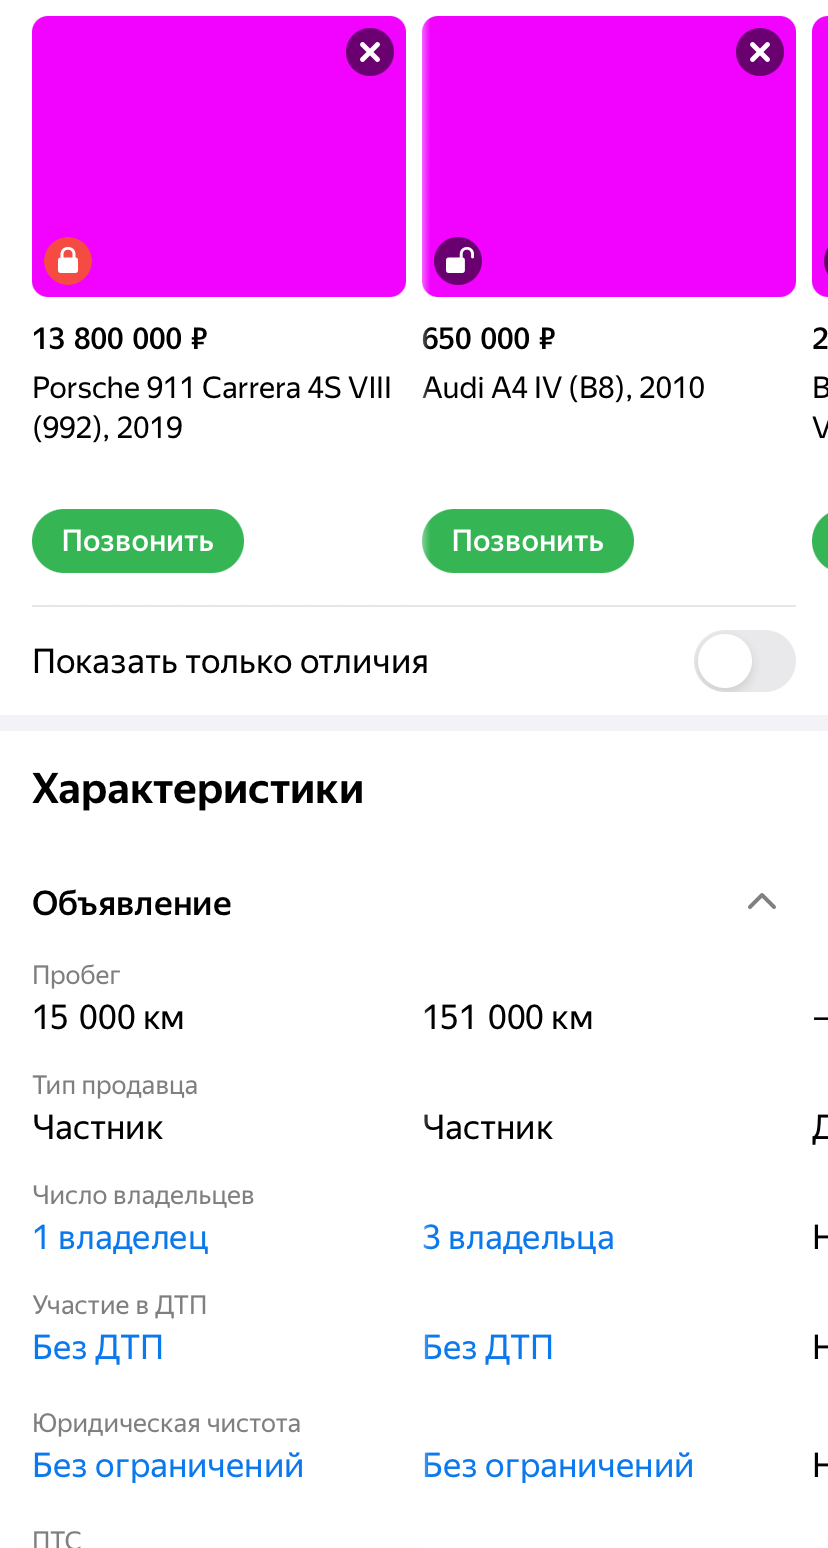 13 800 000 ₽
650 000 ₽
Porsche 911 Carrera 4S VIII
(992), 2019
Audi A4 IV (B8), 2010
Позвонить
Позвонить
Показать только отличия
Характеристики
Объявление
Пробег
15 000 км
151 000 км
Тип продавца
Частник
Частник
Число владельцев
1 владелец
3 владельца
Участие в ДТП
Без ДТП
Без ДТП
Юридическая чистота
Без ограничений
Без ограничений
ПТС